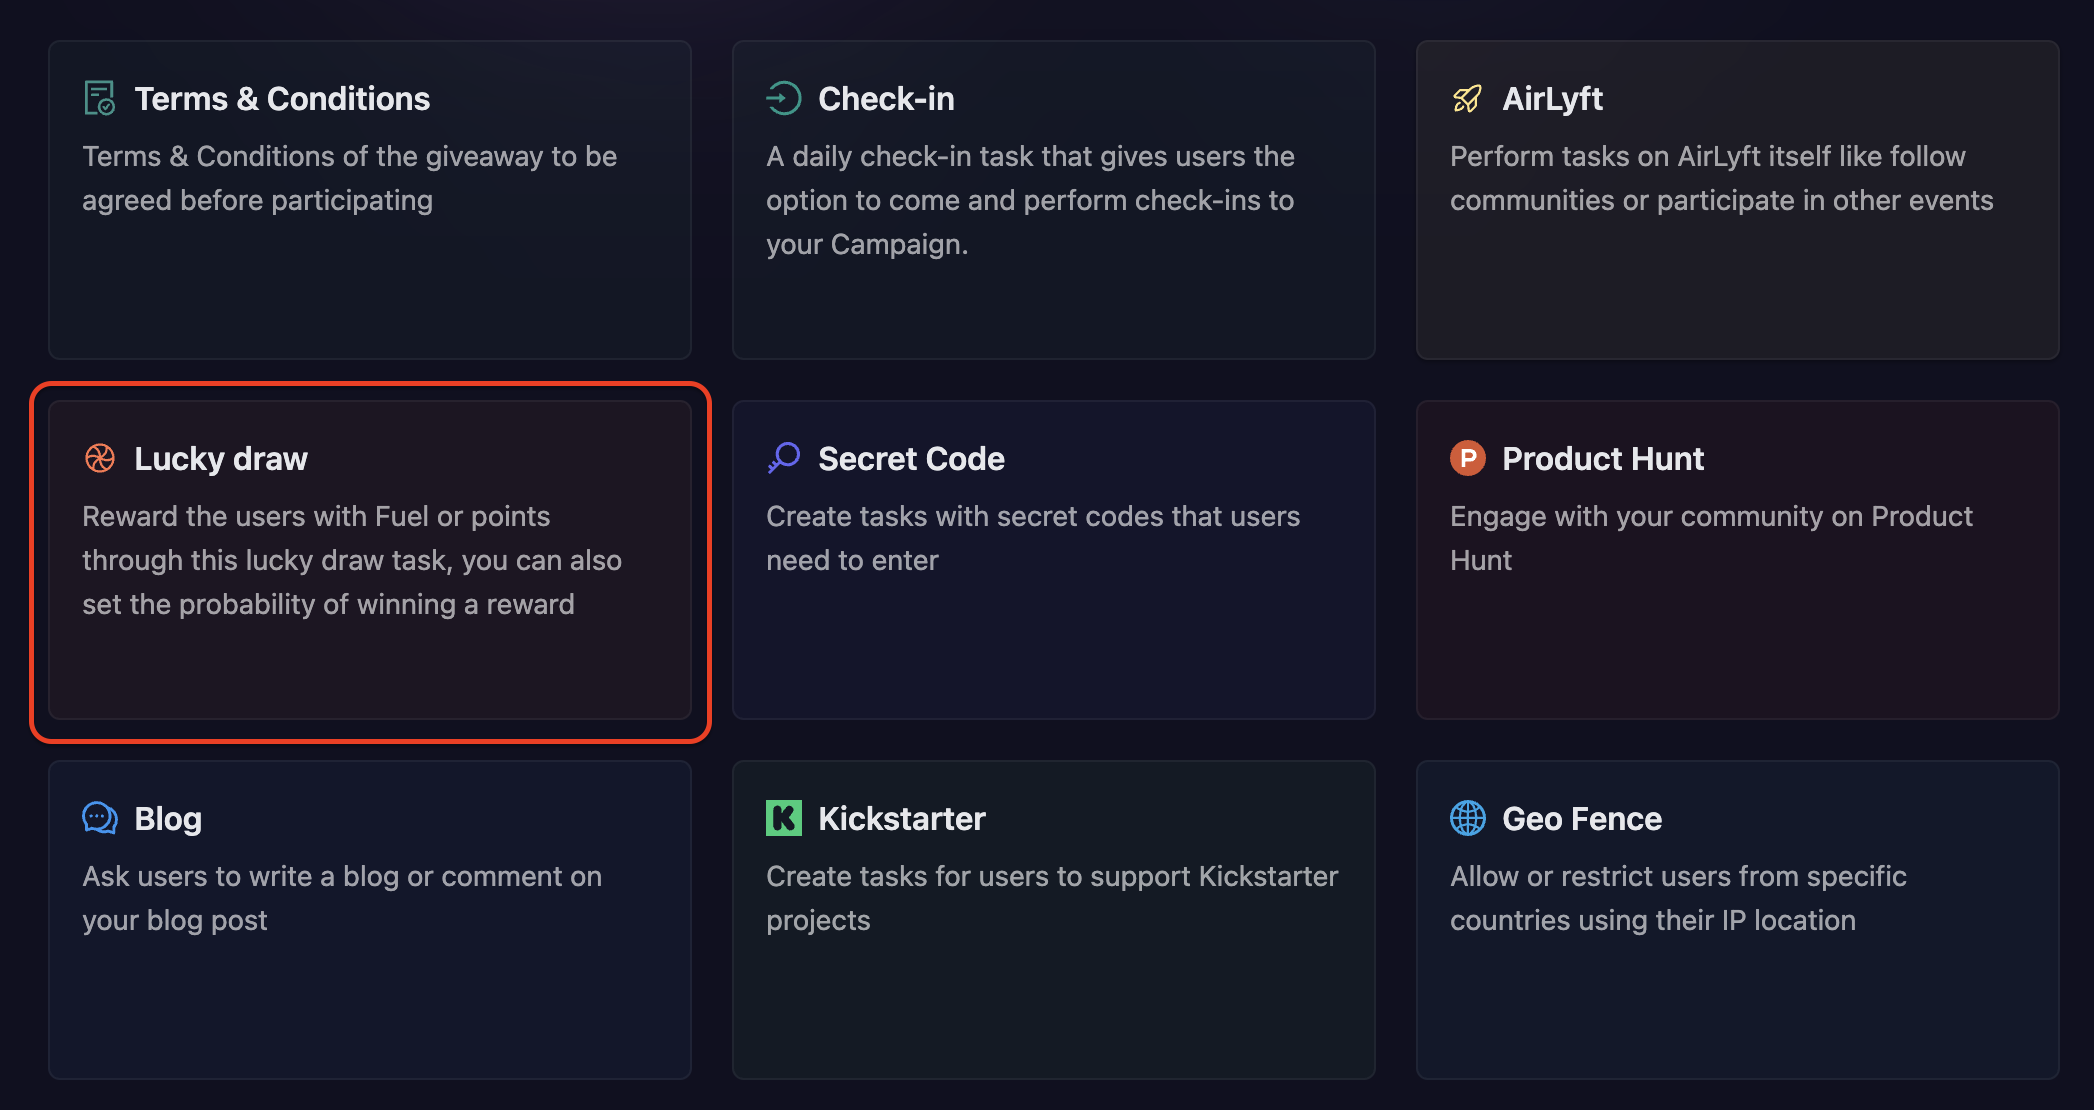 Terms & Conditions
Terms & Conditions of the giveaway to be
agreed before participating
Check-in
A daily check-in task that gives users the
option to come and perform check-ins to
your Campaign.
AirLyft
Perform tasks on AirLyft itself like follow
communities or participate in other events
Lucky draw
Reward the users with Fuel or points
through this lucky draw task, you can also
set the probability of winning a reward
Secret Code
Create tasks with secret codes that users
need to enter
P
Product Hunt
Engage with your community on Product
Hunt
Blog
Ask users to write a blog or comment on
your blog post
K
Kickstarter
Create tasks for users to support Kickstarter
projects
Geo Fence
Allow or restrict users from specific
countries using their IP location